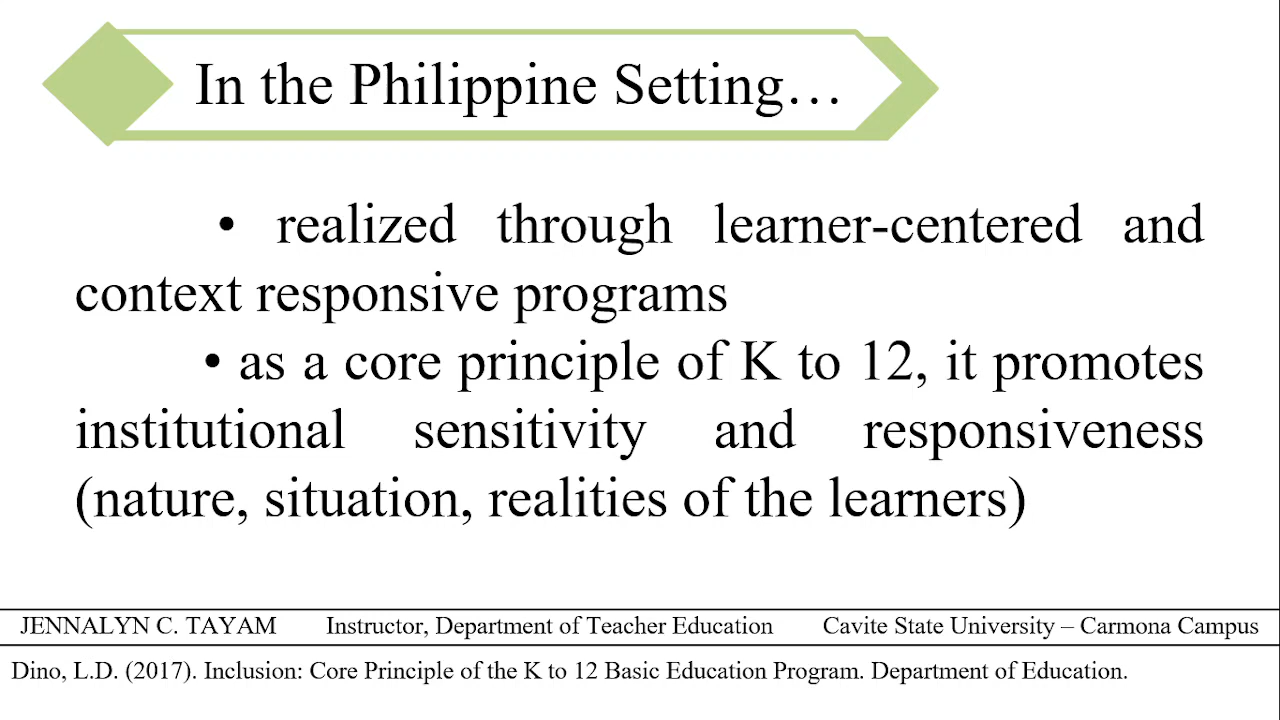 In the Philippine Setting…
• realized through learner-centered and
context responsive programs
• as a core principle of K to 12, it promotes
institutional sensitivity and responsiveness
(nature, situation, realities of the learners)
JENNALYN C. TAYAM Instructor, Department of Teacher Education Cavite State University – Carmona Campus
Dino, L.D. (2017). Inclusion: Core Principle of the K to 12 Basic Education Program. Department of Education.